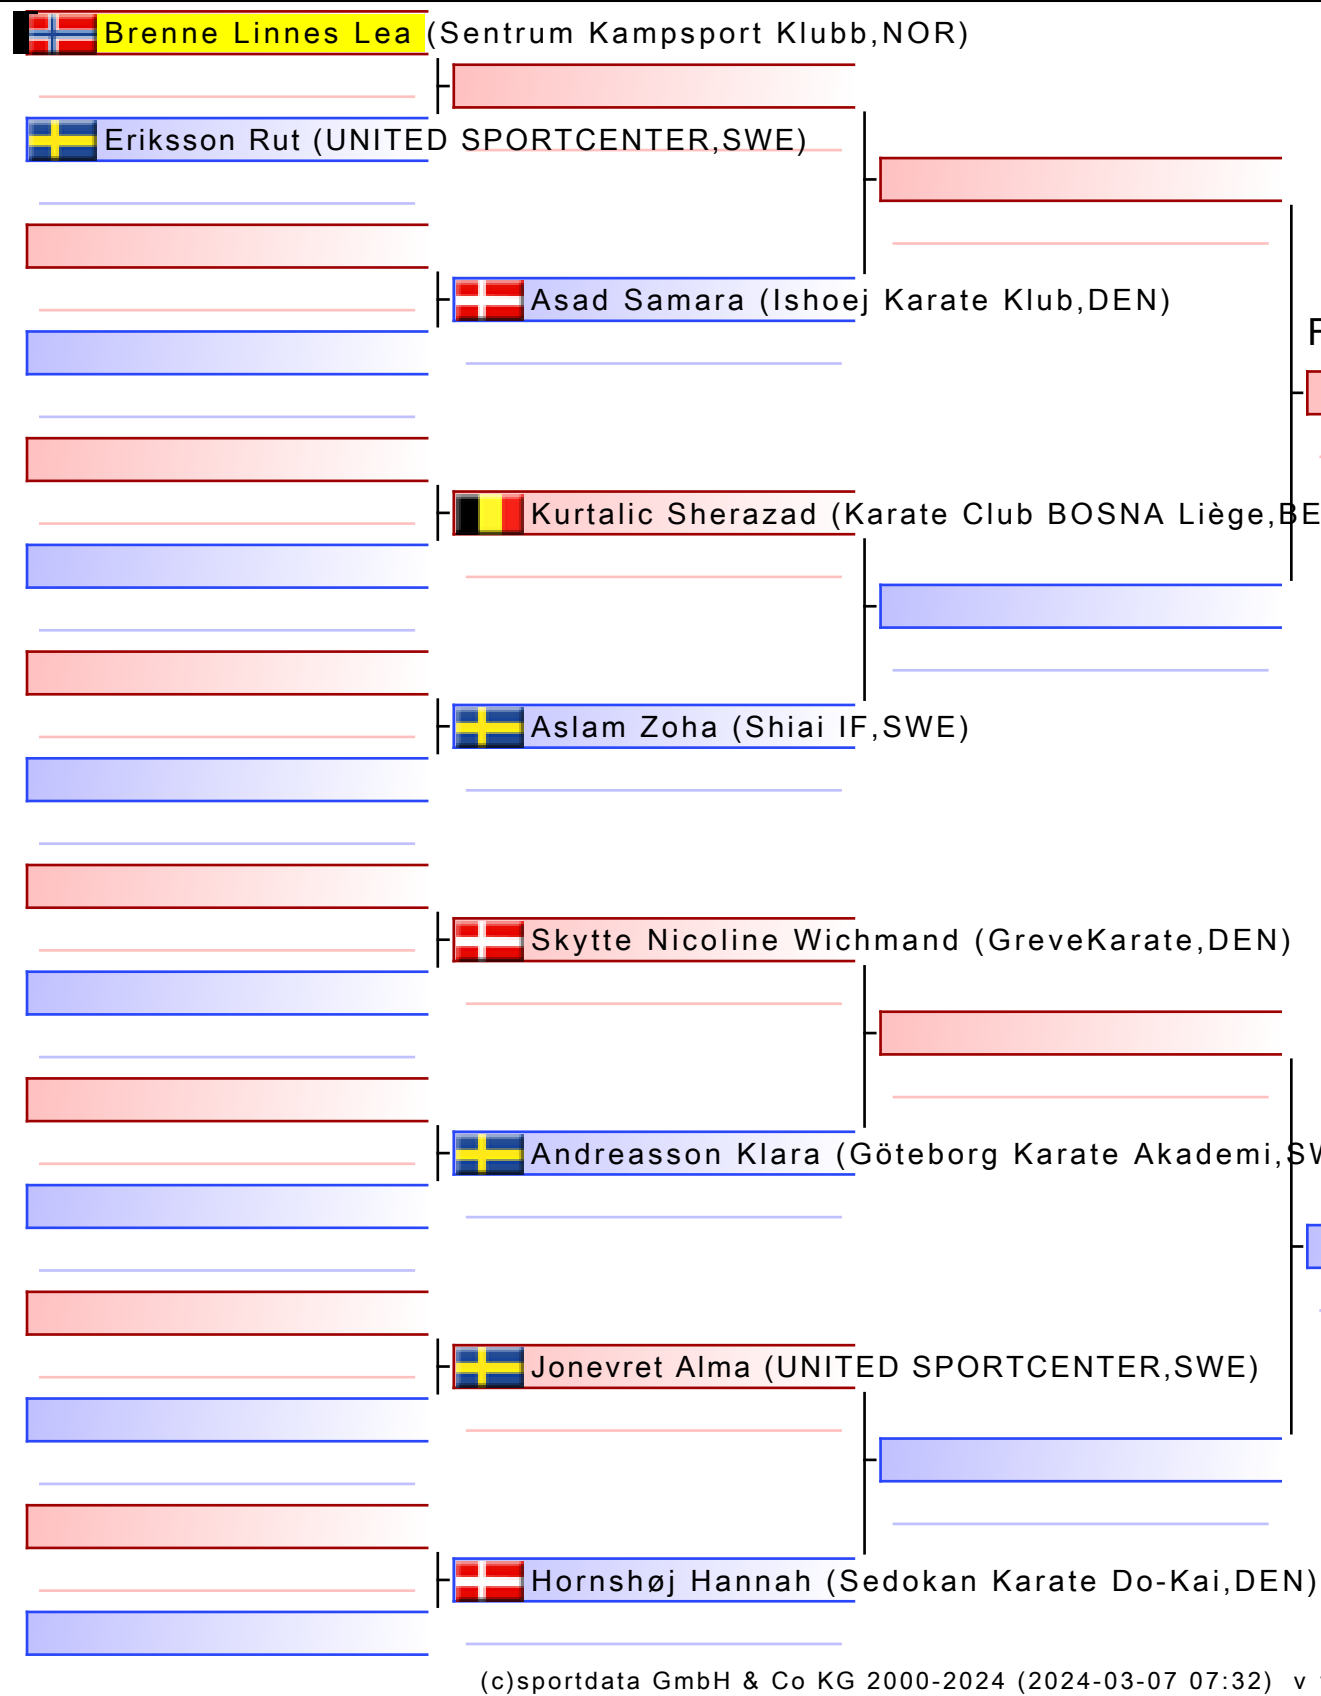 Brenne Linnes Lea (Sentrum Kampsport Klubb,NOR)
Eriksson Rut (UNITED SPORTCENTER,SWE)
Asad Samara (Ishoej Karate Klub,DEN)
Kurtalic Sherazad (Karate Club BOSNA Liège,BE
Aslam Zoha (Shiai IF,SWE)
Skytte Nicoline Wichmand (GreveKarate,DEN)
Andreasson Klara (Göteborg Karate Akademi,SW
Jonevret Alma (UNITED SPORTCENTER,SWE)
Hornshøj Hannah (Sedokan Karate Do-Kai,DEN)
(c)sportdata GmbH & Co KG 2000-2024 (2024-03-07 07:32) v